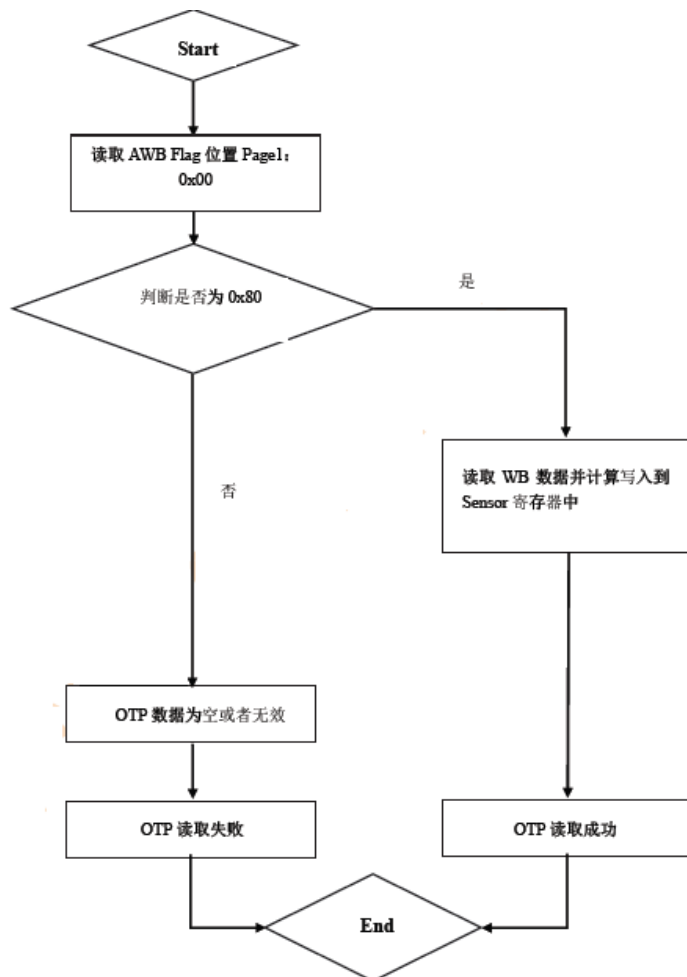 Start
读取 AWB Flag 位置 Page1：
0x00
判断是否为 0x80
是
读取 WB 数据并计算写入到
Sensor 寄存器中
否
OTP 数据为空或者无效
OTP 读取失败
OTP 读取成功
End